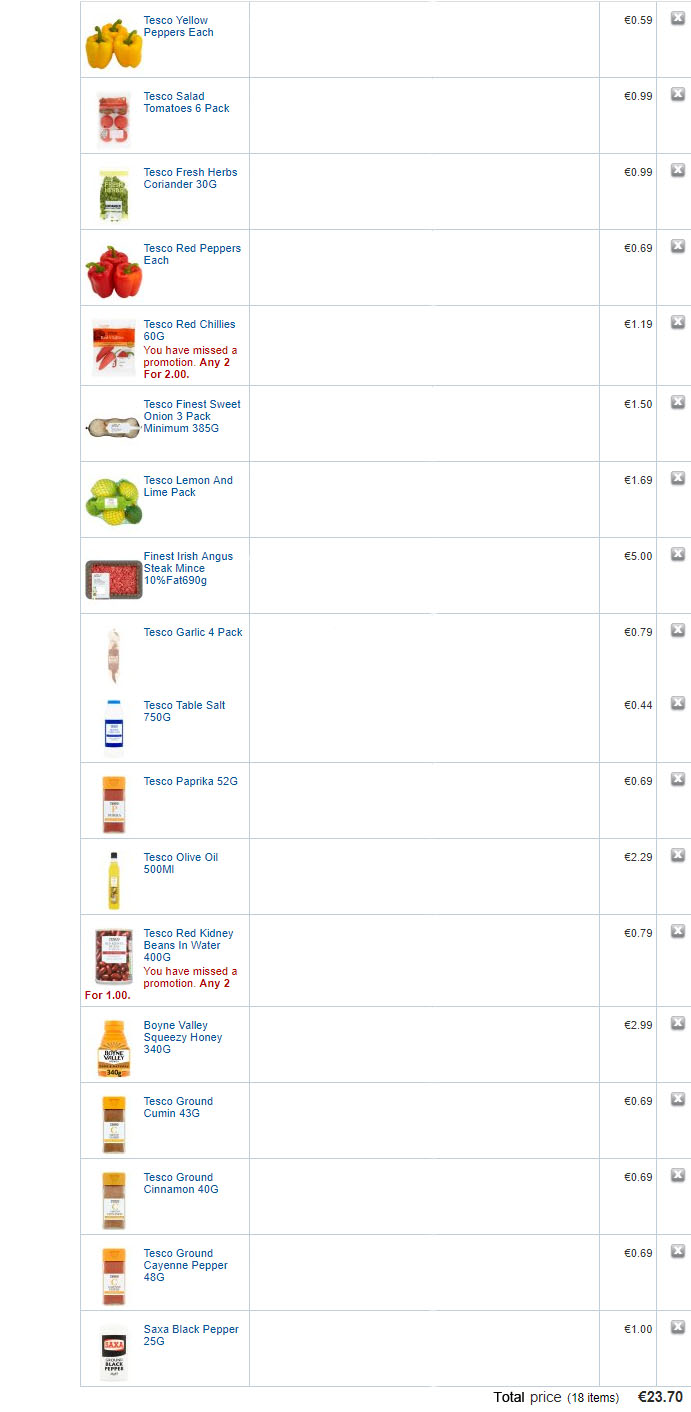 Tesco Yellow €0.59
Peppers Each
Tesco Salad €0.99
Tomatoes 6 Pack
Tesco Fresh Herbs €0.99
Coriander 30G
Tesco Red Peppers €0.69
Each
Tesco Red Chillies €1.19
60G
You have missed a
promotion. Any 2
For 2.00.
Tesco Finest Sweet €1.50
Onion 3 Pack
Minimum 385G
Tesco Lemon And €1.69
Lime Pack
Finest Irish Angus €5.00
Steak Mince
10%Fat690g
Tesco Garlic 4 Pack €0.79
Tesco Table Salt €0.44
750G
Tesco Paprika 52G €0.69
Tesco Olive Oil €2.29
500Ml
Tesco Red Kidney €0.79
Beans In Water
400G
You have missed a
promotion. Any 2
For 1.00.
Boyne Valley €2.99
Squeezy Honey
340G
BOYNE
VALLEY
340g
Tesco Ground €0.69
Cumin 43G
Tesco Ground €0.69
Cinnamon 40G
Tesco Ground €0.69
Cayenne Pepper
48G
Saxa Black Pepper €1.00
25G
SAXA
GROUND
BLACK
PEPPER
Total price (18 items) €23.70